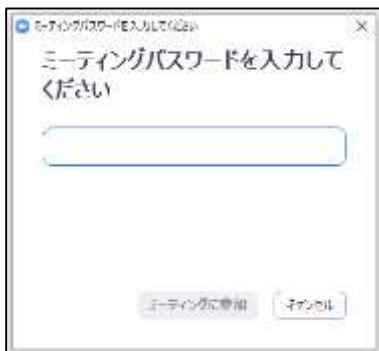 ミーティングパスワードを入力してください
ミーティングパスワードを入力して
ください
ミーティングに参加
キャンセル